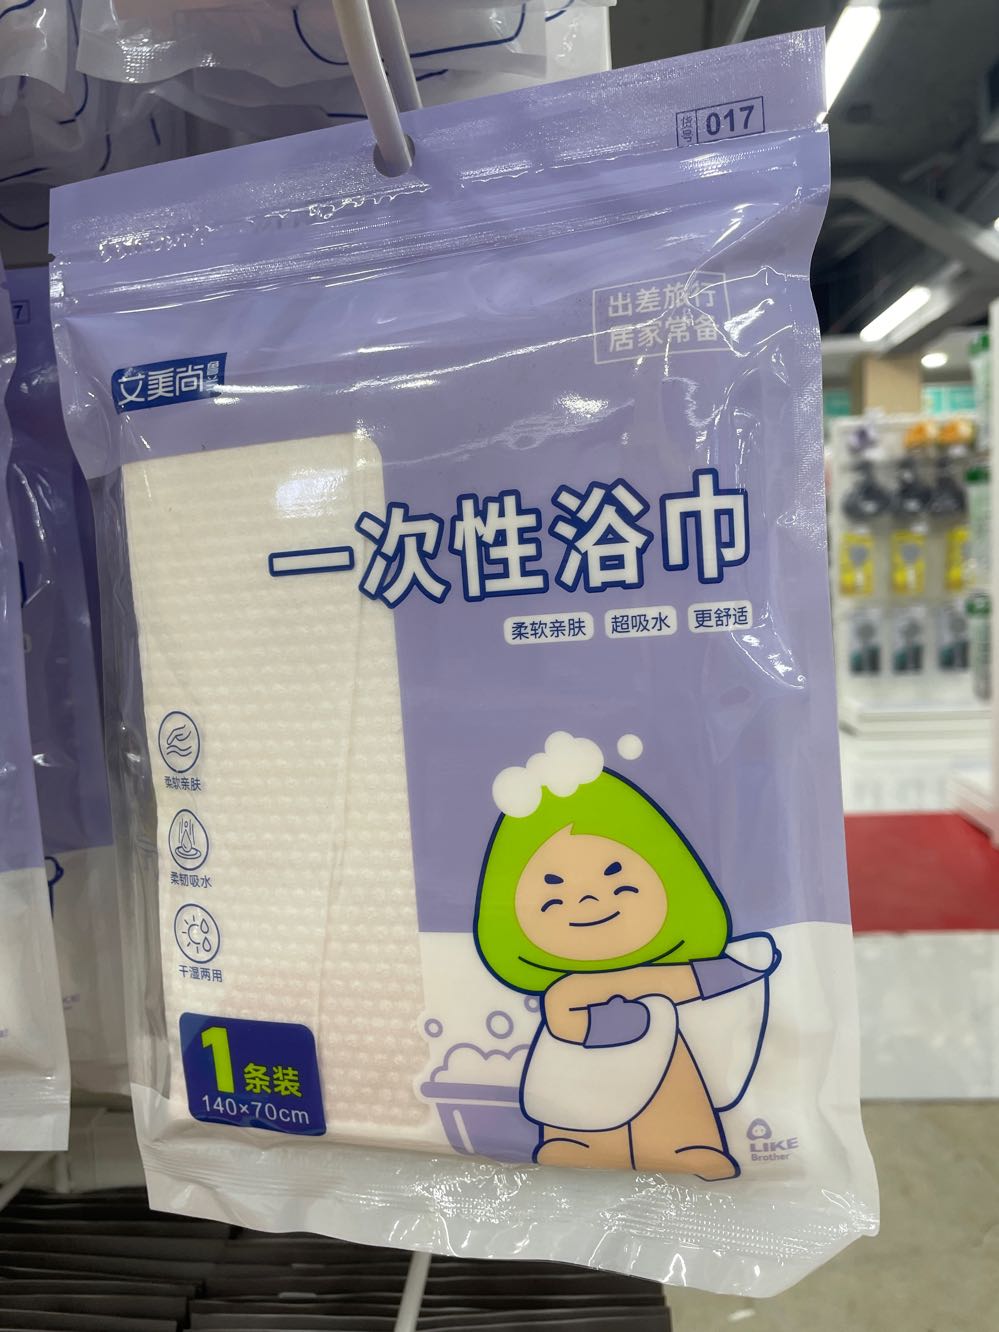 货号 017
出差旅行
居家常备
艾美尚
一次性浴巾
柔软亲肤 超吸水 更舒适
柔软亲肤
柔韧吸水
干湿两用
1条装
140×70cm
LIKE
Brother